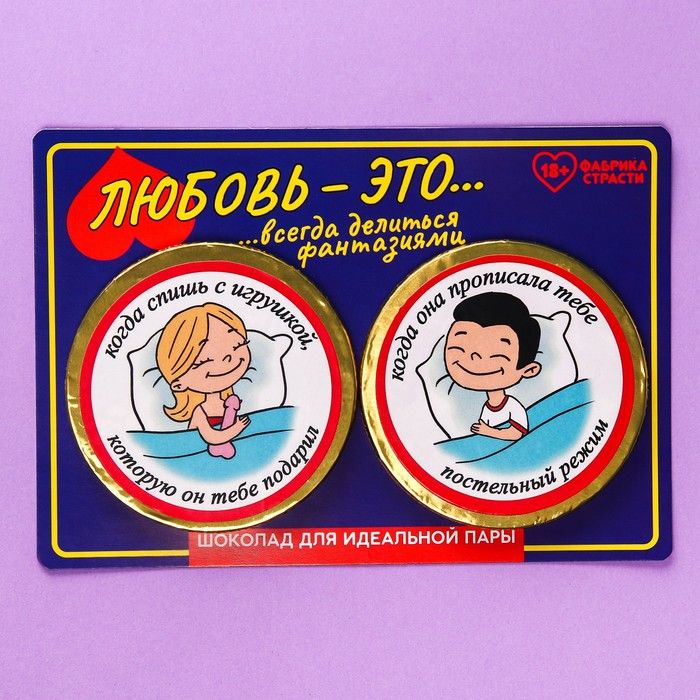 ЛЮБОВЬ – ЭТО...
...всегда делиться
фантазиями
18+
ФАБРИКА
СТРАСТИ
когда спишь с игрушкой,
которую он тебе подарил
когда она прописала тебе
постельный режим
ШОКОЛАД ДЛЯ ИДЕАЛЬНОЙ ПАРЫ